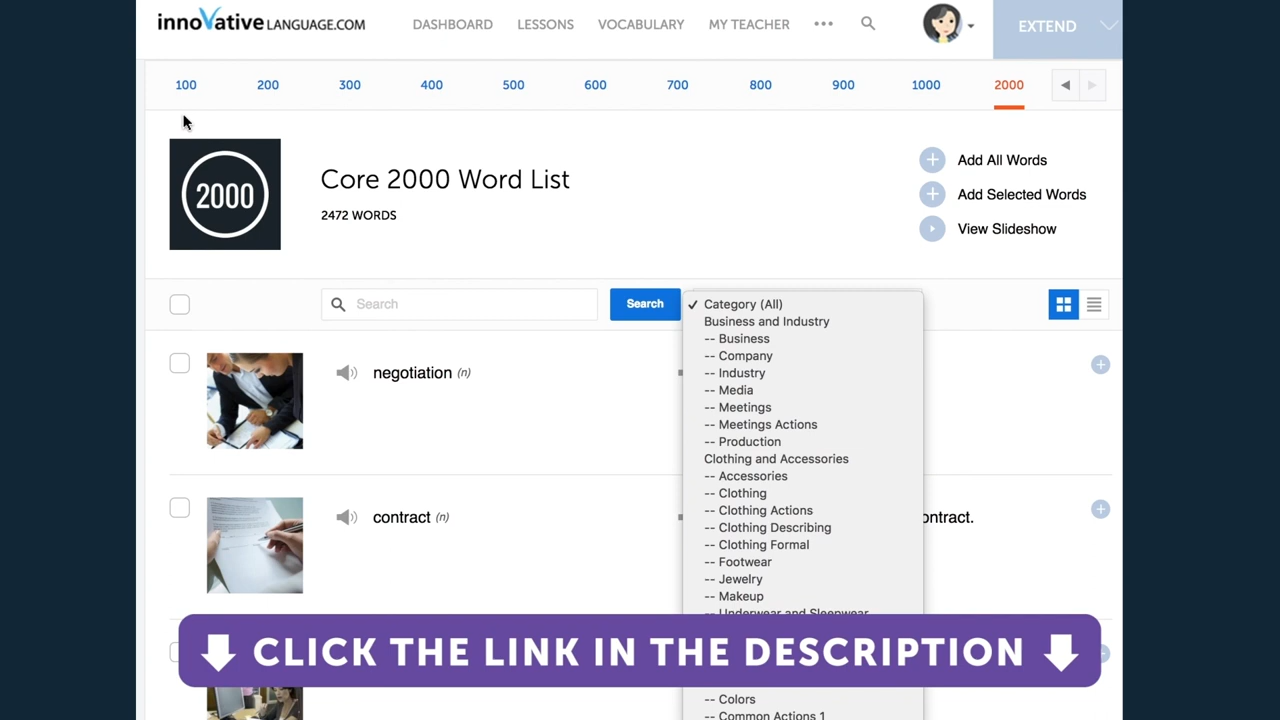 innoVative LANGUAGE.COM
DASHBOARD LESSONS VOCABULARY MY TEACHER ••• EXTEND
100 200 300 400 500 600 700 800 900 1000 2000
2000
Core 2000 Word List
2472 WORDS
Add All Words
Add Selected Words
View Slideshow
Search
Search
✓ Category (All)
Business and Industry
-- Business
-- Company
-- Industry
-- Media
-- Meetings
-- Meetings Actions
-- Production
Clothing and Accessories
-- Accessories
-- Clothing
-- Clothing Actions
-- Clothing Describing
-- Clothing Formal
-- Footwear
-- Jewelry
-- Makeup
-- Underwear and Sleepwear
-- Colors
-- Common Actions 1
negotiation (n)
contract (n)
ontract.
CLICK THE LINK IN THE DESCRIPTION